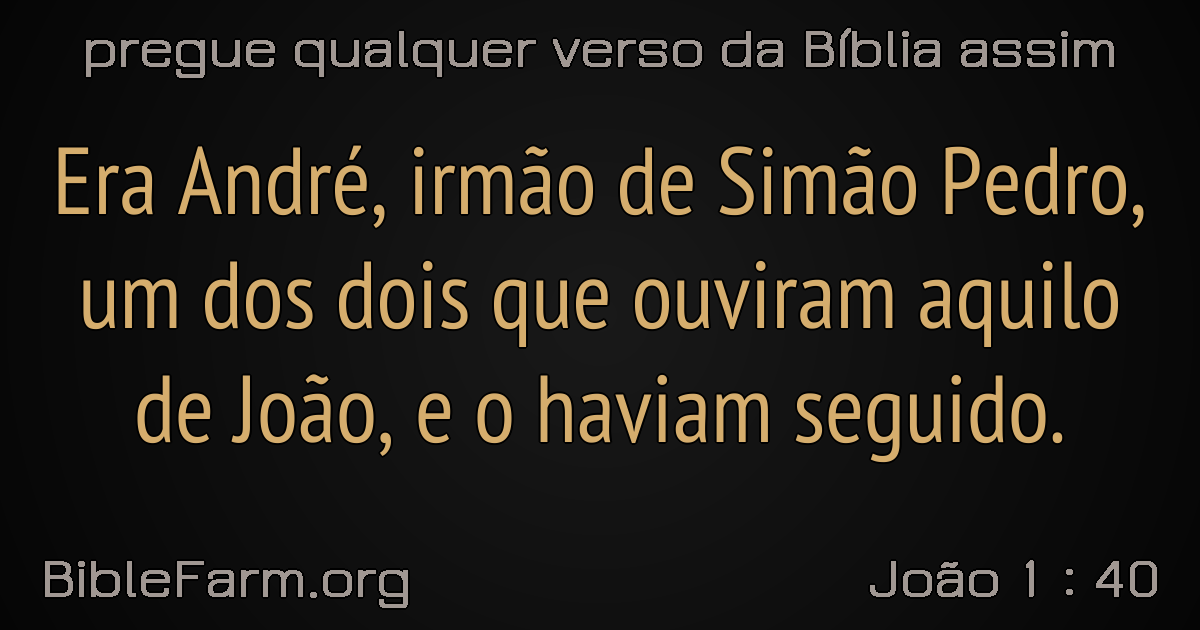 pregue qualquer verso da Bíblia assim
Era André, irmão de Simão Pedro,
um dos dois que ouviram aquilo
de João, e o haviam seguido.
BibleFarm.org
João 1 : 40